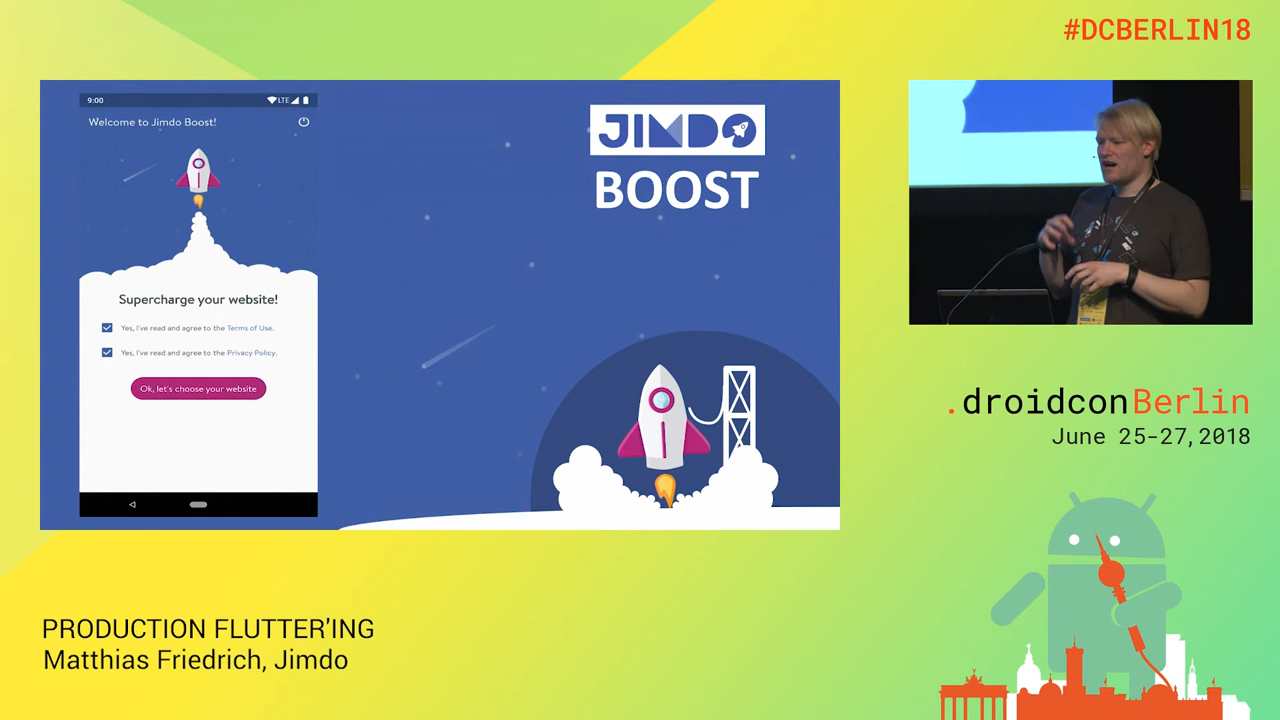 #DCBERLIN18
9:00
LTE
Welcome to Jimdo Boost!
Supercharge your website!
Yes, I've read and agree to the Terms of Use.
Yes, I've read and agree to the Privacy Policy.
Ok, let's choose your website
JIMDO
BOOST
.droidconBerlin
June 25-27,2018
PRODUCTION FLUTTER'ING
Matthias Friedrich, Jimdo